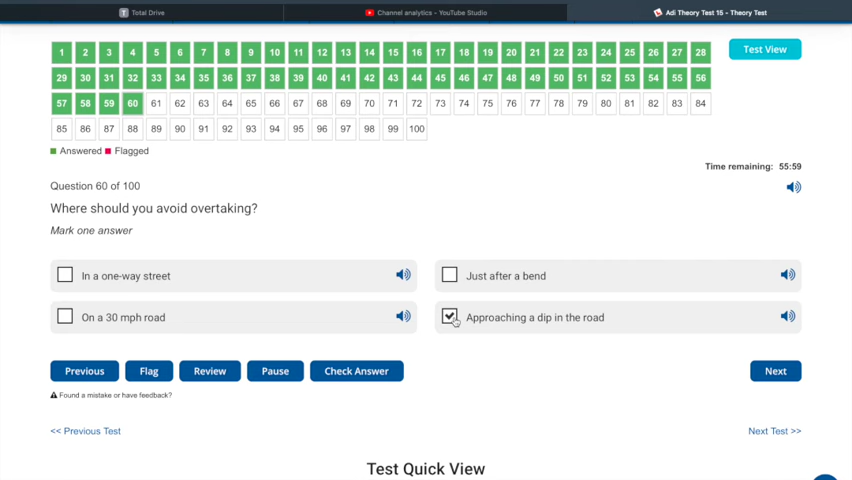 Total Drive
Channel analytics - YouTube Studio
Adi Theory Test 15 - Theory Test
1 2 3 4 5 6 7 8 9 10 11 12 13 14 15 16 17 18 19 20 21 22 23 24 25 26 27 28
Test View
29 30 31 32 33 34 35 36 37 38 39 40 41 42 43 44 45 46 47 48 49 50 51 52 53 54 55 56
57 58 59 60 61 62 63 64 65 66 67 68 69 70 71 72 73 74 75 76 77 78 79 80 81 82 83 84
85 86 87 88 89 90 91 92 93 94 95 96 97 98 99 100
Answered Flagged
Time remaining: 55:59
Question 60 of 100
Where should you avoid overtaking?
Mark one answer
In a one-way street
Just after a bend
On a 30 mph road
Approaching a dip in the road
Previous Flag Review Pause Check Answer Next
Found a mistake or have feedback?
<< Previous Test
Next Test >>
Test Quick View